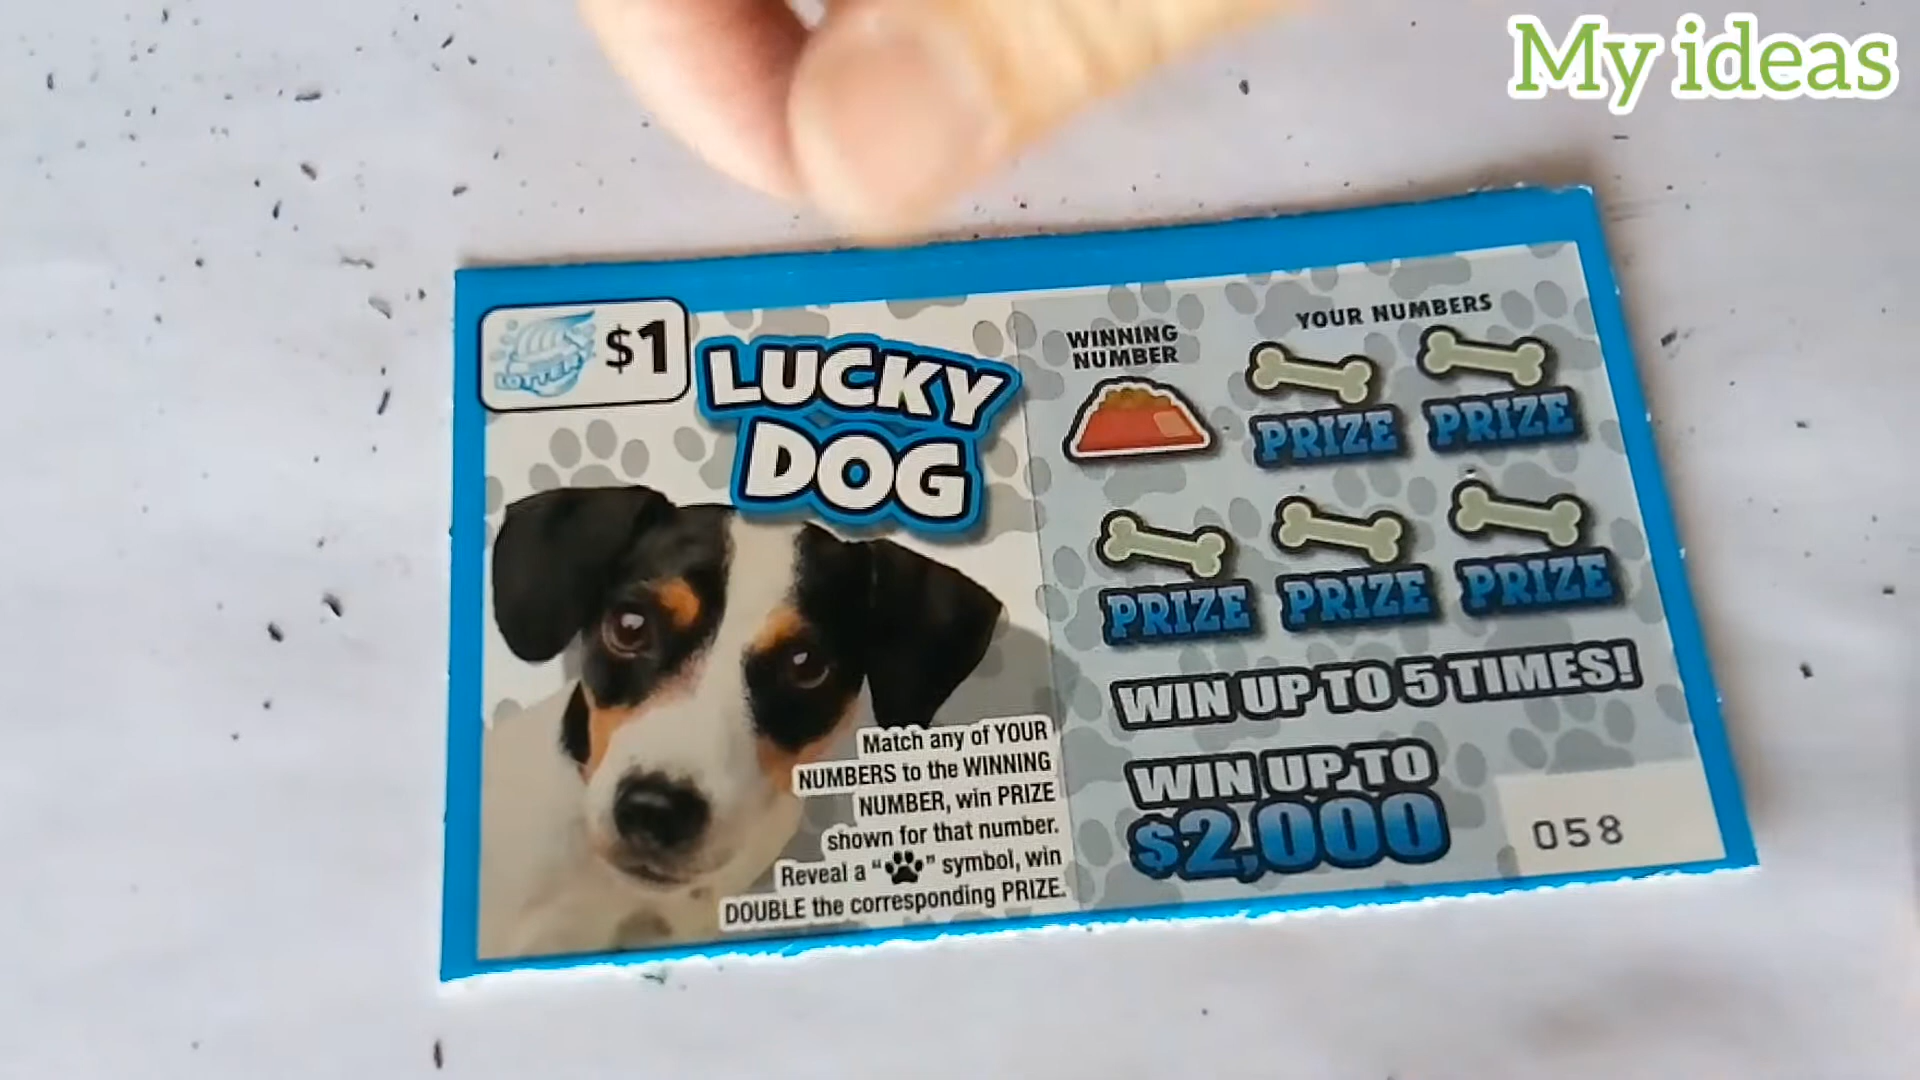 My ideas
LOTTERY
$1
LUCKY
DOG
Match any of YOUR
NUMBERS to the WINNING
NUMBER, win PRIZE
shown for that number.
Reveal a “ ” symbol, win
DOUBLE the corresponding PRIZE.
WINNING
NUMBER
YOUR NUMBERS
PRIZE PRIZE
PRIZE PRIZE PRIZE
WIN UP TO 5 TIMES!
WIN UP TO
$2,000
058